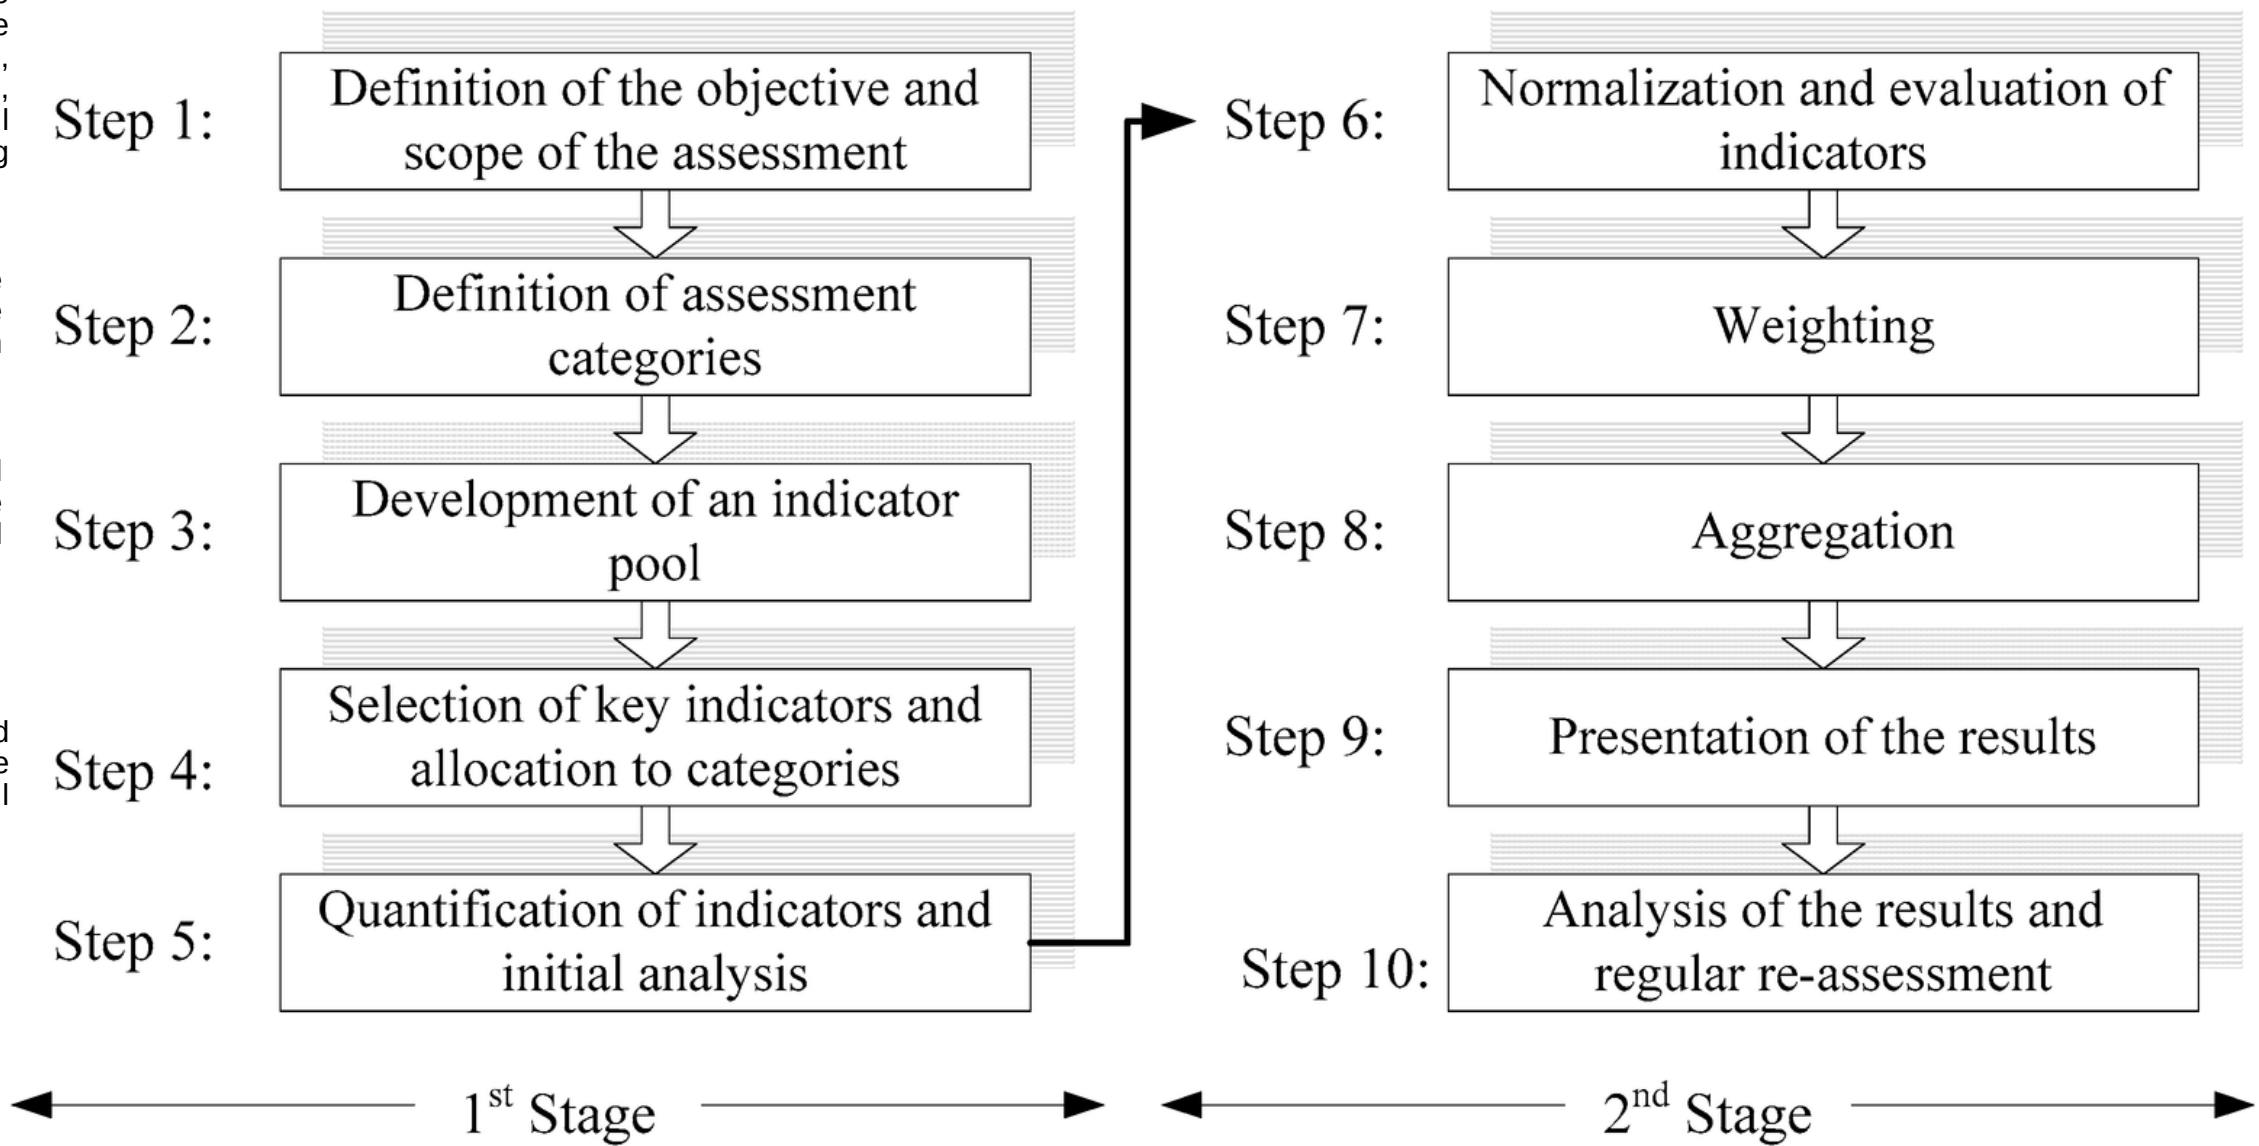 Step 1:
Definition of the objective and
scope of the assessment
Step 2:
Definition of assessment
categories
Step 3:
Development of an indicator
pool
Step 4:
Selection of key indicators and
allocation to categories
Step 5:
Quantification of indicators and
initial analysis
1st Stage
Step 6:
Normalization and evaluation of
indicators
Step 7:
Weighting
Step 8:
Aggregation
Step 9:
Presentation of the results
Step 10:
Analysis of the results and
regular re-assessment
2nd Stage